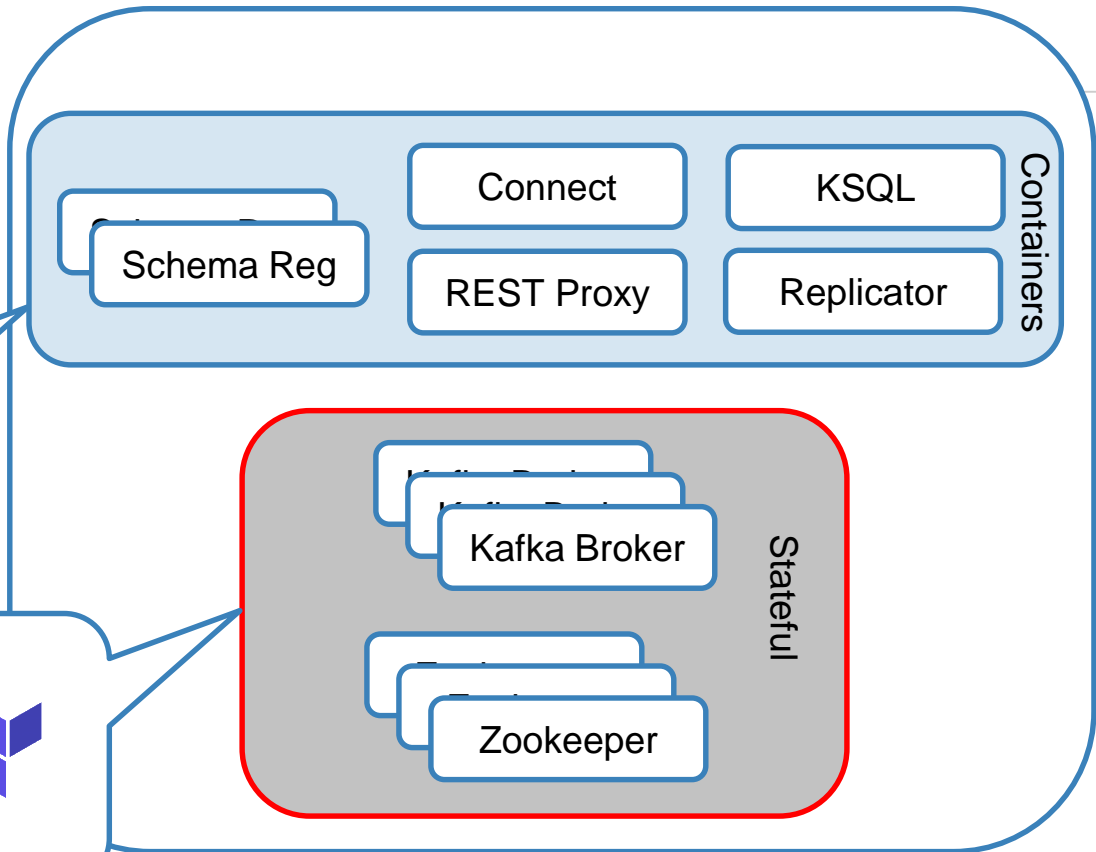 Connect
KSQL
Schema Reg
REST Proxy
Replicator
Containers
Kafka Broker
Stateful
Zookeeper